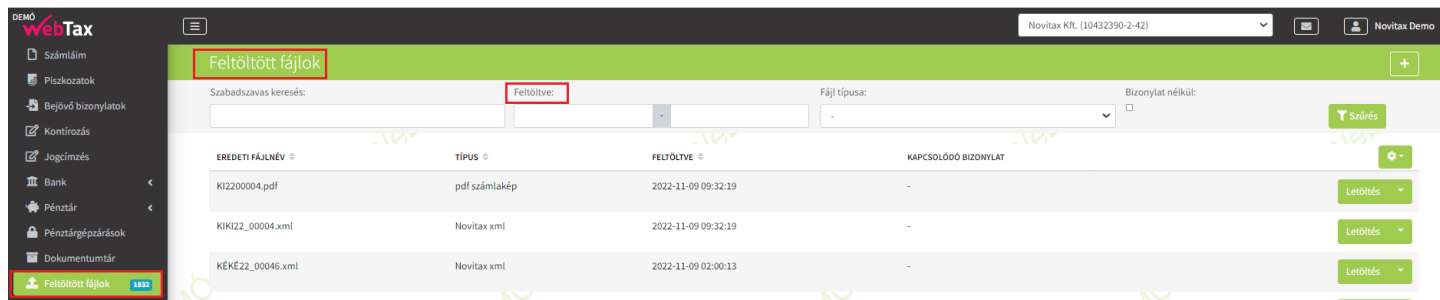 DEMÓ
WebTax
Novitax Kft. (10432390-2-42)
Novitax Demo
Számláim
Piszkozatok
Bejövő bizonylatok
Kontírozás
Jogcímzés
Bank
Pénztár
Pénztárgépzárások
Dokumentumtár
Feltöltött fájlok 1832
Feltöltött fájlok
+
Szabadszavas keresés: Feltöltve: Fájl típusa: Bizonylat nélkül:
- - Szűrés
EREDETI FÁJLNÉV TÍPUS FELTÖLTVE KAPCSOLÓDÓ BIZONYLAT
KI2200004.pdf pdf számlakép 2022-11-09 09:32:19 - Letöltés
KIKI22_00004.xml Novitax xml 2022-11-09 09:32:19 - Letöltés
KÉKÉ22_00046.xml Novitax xml 2022-11-09 02:00:13 - Letöltés